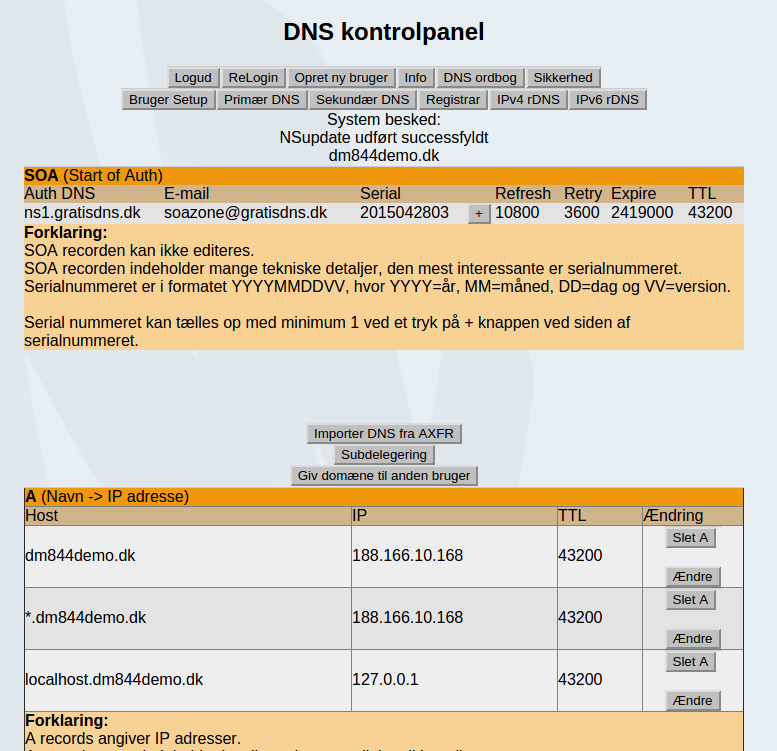 DNS kontrolpanel
Logud ReLogin Opret ny bruger Info DNS ordbog Sikkerhed
Bruger Setup Primær DNS Sekundær DNS Registrar IPv4 rDNS IPv6 rDNS
System besked:
NSupdate udført successfyldt
dm844demo.dk
SOA (Start of Auth)
Auth DNS E-mail Serial Refresh Retry Expire TTL
ns1.gratisdns.dk soazone@gratisdns.dk 2015042803 + 10800 3600 2419000 43200
Forklaring:
SOA recorden kan ikke editeres.
SOA recorden indeholder mange tekniske detaljer, den mest interessante er serialnummeret.
Serialnummeret er i formatet YYYYMMDDVV, hvor YYYY=år, MM=måned, DD=dag og VV=version.
Serial nummeret kan tælles op med minimum 1 ved et tryk på + knappen ved siden af
serialnummeret.
Importer DNS fra AXFR
Subdelegering
Giv domæne til anden bruger
A (Navn -> IP adresse)
Host IP TTL Ændring
dm844demo.dk 188.166.10.168 43200 Slet A
Ændre
*.dm844demo.dk 188.166.10.168 43200 Slet A
Ændre
localhost.dm844demo.dk 127.0.0.1 43200 Slet A
Ændre
Forklaring:
A records angiver IP adresser.